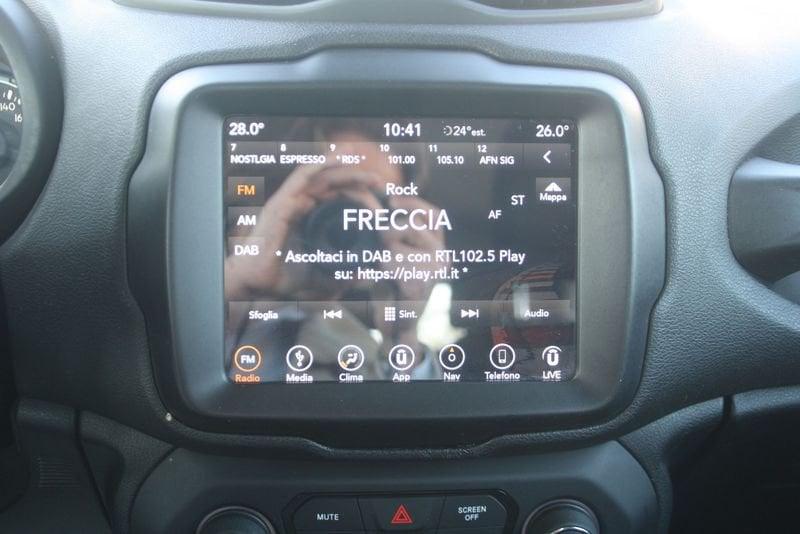 28.0° 10:41 24°est. 26.0°
7 8 9 10 11 12
NOSTLGIA ESPRESSO * RDS * 101.00 105.10 AFN SIG
FM Rock ST Mappa
AM FRECCIA AF
DAB
* Ascoltaci in DAB e con RTL102.5 Play
su: https://play.rtl.it *
Sfoglia Sint. Audio
FM
Radio Media Clima App Nav Telefono LIVE
MUTE SCREEN
OFF
140